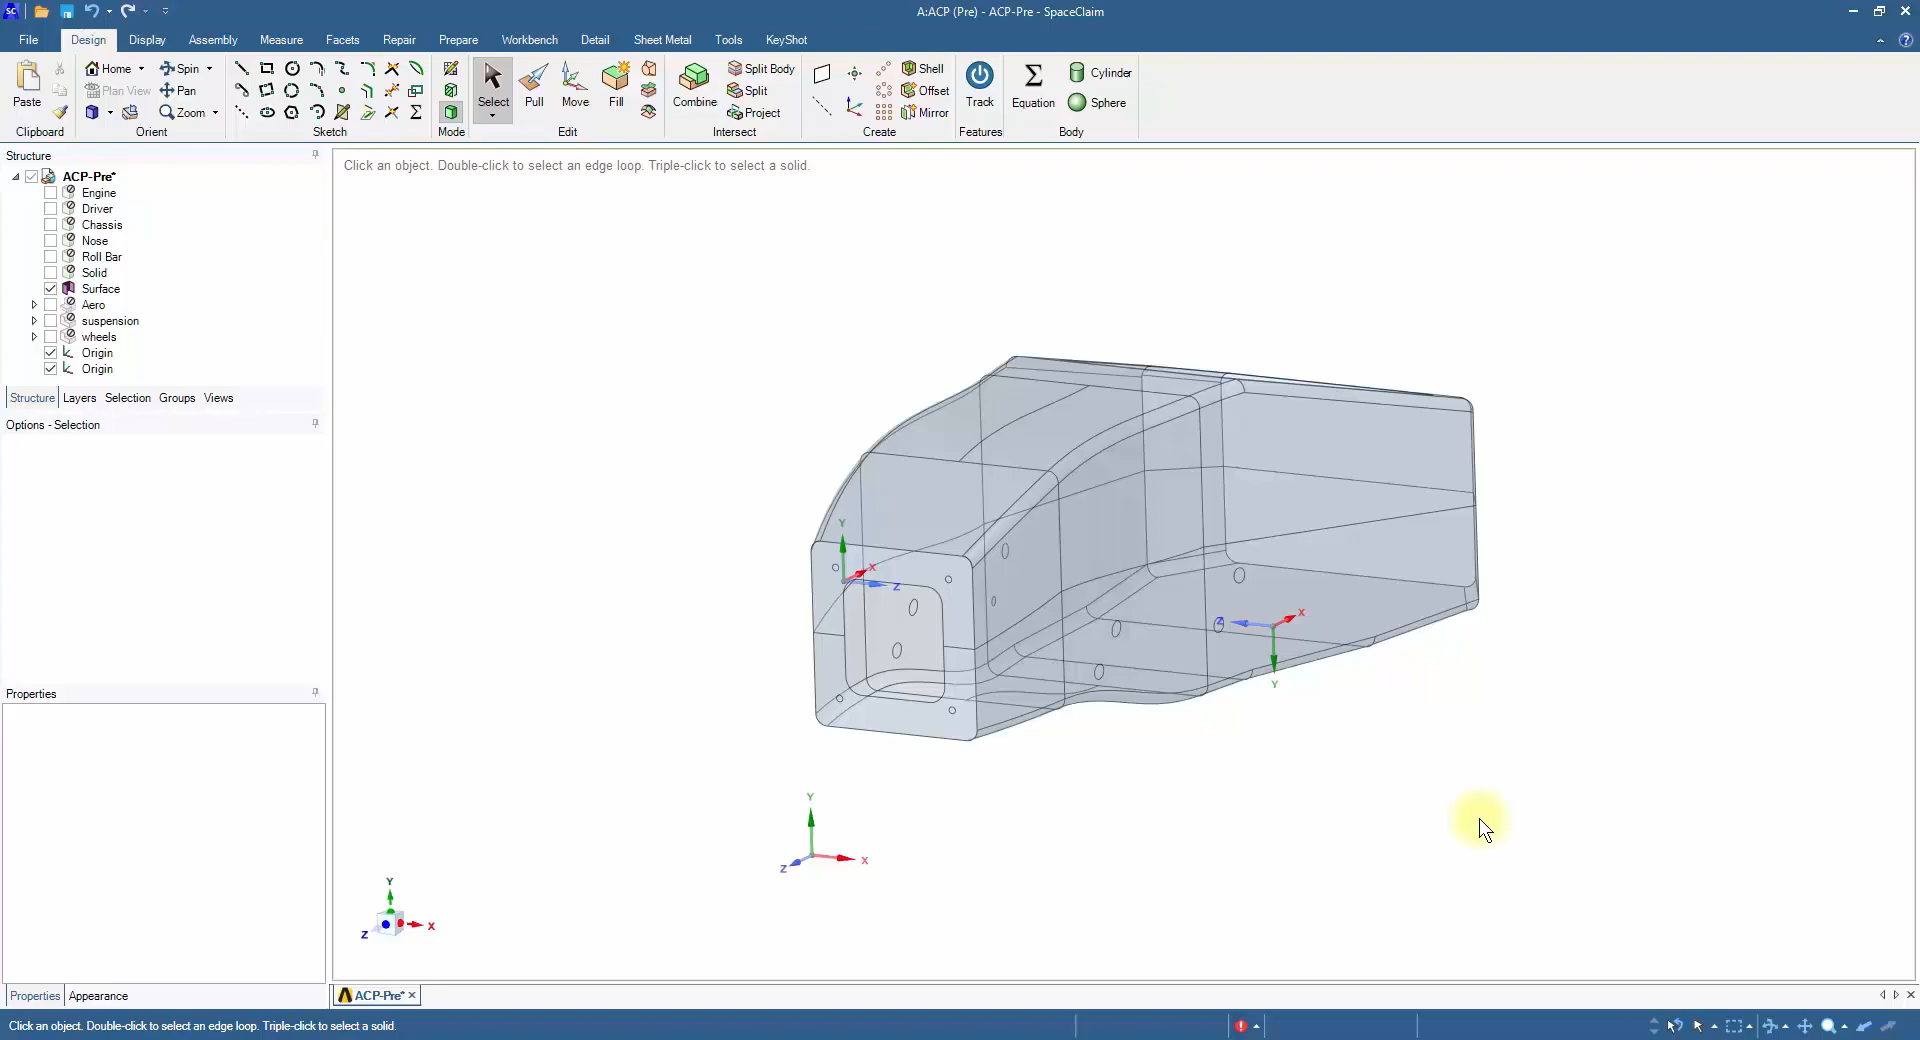 SC
A:ACP (Pre) - ACP-Pre - SpaceClaim
File Design Display Assembly Measure Facets Repair Prepare Workbench Detail Sheet Metal Tools KeyShot
Paste
Clipboard
Home Spin
Plan View Pan
Zoom
Orient
Sketch
Mode
Select Pull Move Fill
Edit
Combine Split Body
Split
Project
Intersect
Shell
Offset
Mirror
Create
Track
Features
Equation
Cylinder
Sphere
Body
Structure
ACP-Pre*
Engine
Driver
Chassis
Nose
Roll Bar
Solid
Surface
Aero
suspension
wheels
Origin
Origin
Structure Layers Selection Groups Views
Options - Selection
Properties
Properties Appearance
Click an object. Double-click to select an edge loop. Triple-click to select a solid.
Y
X
Z
Z
X
Y
Y
Z
X
Y
Z
X
ACP-Pre*
Click an object. Double-click to select an edge loop. Triple-click to select a solid.